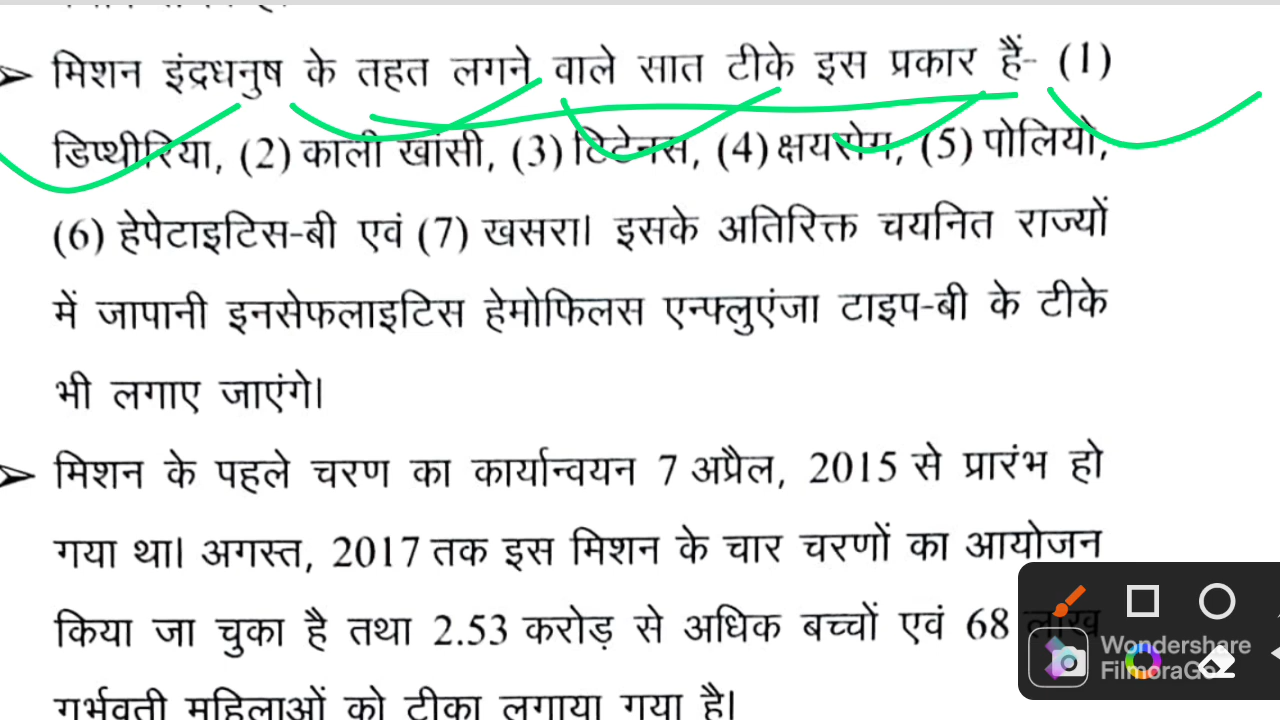 ➢ मिशन इंद्रधनुष के तहत लगने वाले सात टीके इस प्रकार हैं- (1)
डिप्थीरिया, (2) काली खांसी, (3) टिटेनस, (4) क्षयरोग, (5) पोलियो,
(6) हेपेटाइटिस-बी एवं (7) खसरा। इसके अतिरिक्त चयनित राज्यों
में जापानी इनसेफलाइटिस हेमोफिलस एन्फ्लुएंजा टाइप-बी के टीके
भी लगाए जाएंगे।
➢ मिशन के पहले चरण का कार्यान्वयन 7 अप्रैल, 2015 से प्रारंभ हो
गया था। अगस्त, 2017 तक इस मिशन के चार चरणों का आयोजन
किया जा चुका है तथा 2.53 करोड़ से अधिक बच्चों एवं 68 लाख
गर्भवती महिलाओं को टीका लगाया गया है।
Wondershare
FilmoraGo